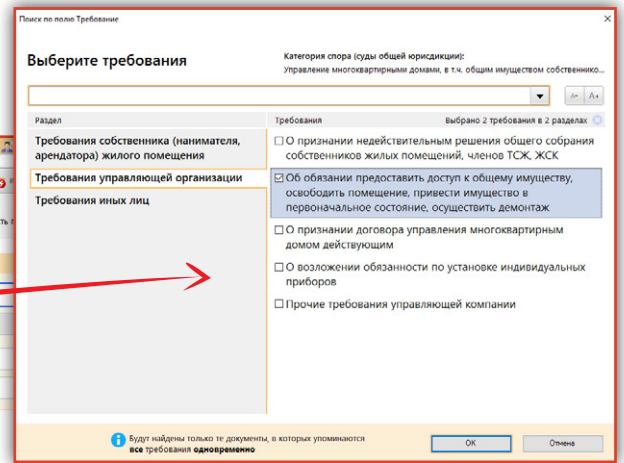 Поиск по полю Требование
Выберите требования
Категория спора (суды общей юрисдикции):
Управление многоквартирными домами, в т.ч. общим имуществом собственнико...
A-
A+
Раздел
Требования
Выбрано 2 требования в 2 разделах
Требования собственника (нанимателя,
арендатора) жилого помещения
Требования управляющей организации
Требования иных лиц
О признании недействительным решения общего собрания
собственников жилых помещений, членов ТСЖ, ЖСК
Об обязании предоставить доступ к общему имуществу,
освободить помещение, привести имущество в
первоначальное состояние, осуществить демонтаж
О признании договора управления многоквартирным
домом действующим
О возложении обязанности по установке индивидуальных
приборов
Прочие требования управляющей компании
Будут найдены только те документы, в которых упоминаются
все требования одновременно
ОК
Отмена